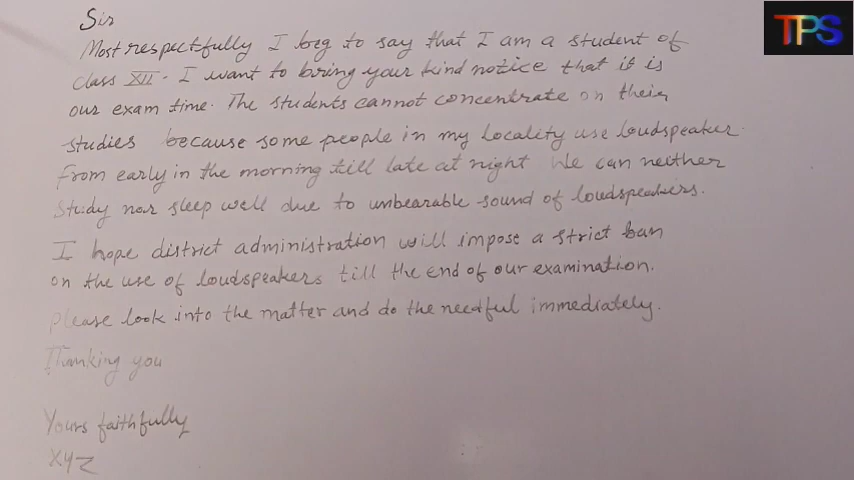 TPS
Sir
Most respectfully I beg to say that I am a student of
class XII. I want to bring your kind notice that it is
our exam time. The students cannot concentrate on their
studies because some people in my locality use loudspeaker
from early in the morning till late at night We can neither
study nor sleep well due to unbearable sound of loudspeakers.
I hope district administration will impose a strict ban
on the use of loudspeakers till the end of our examination.
please look into the matter and do the needful immediately.
Thanking you
Yours faithfully
XYZ